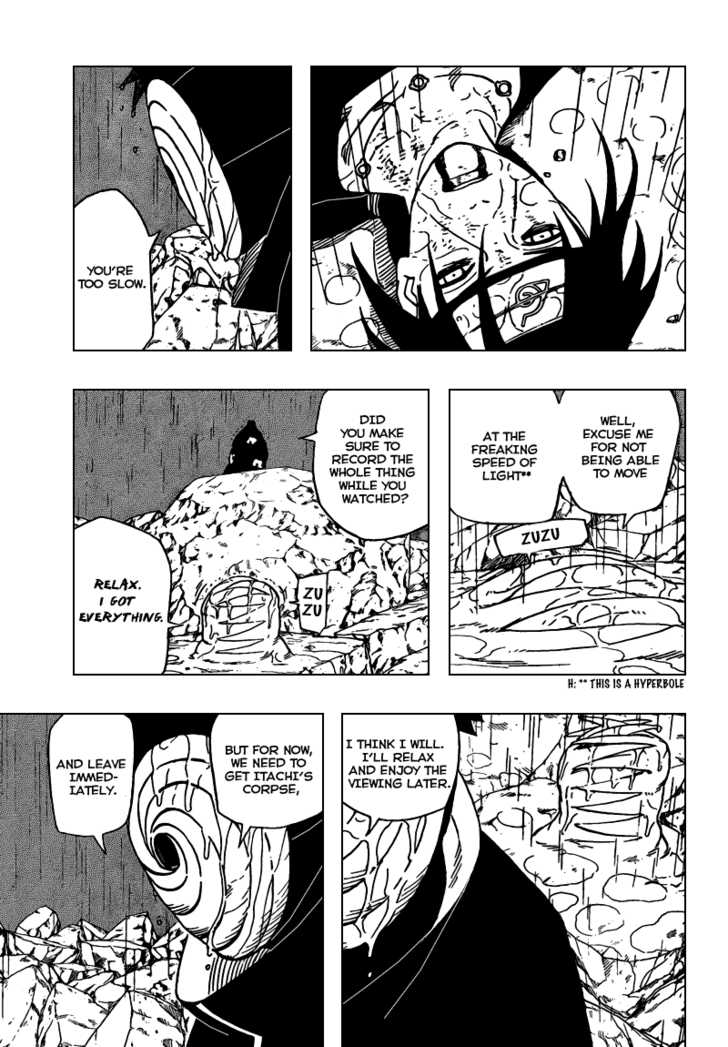 YOU'RE
TOO SLOW.
WELL,
EXCUSE ME
FOR NOT
BEING ABLE
TO MOVE
AT THE
FREAKING
SPEED OF
LIGHT**
ZUZU
H: ** THIS IS A HYPERBOLE
DID
YOU MAKE
SURE TO
RECORD THE
WHOLE THING
WHILE YOU
WATCHED?
ZU
ZU
RELAX.
I GOT
EVERYTHING.
I THINK I WILL.
I'LL RELAX
AND ENJOY THE
VIEWING LATER.
BUT FOR NOW,
WE NEED TO
GET ITACHI'S
CORPSE,
AND LEAVE
IMMED-
IATELY.